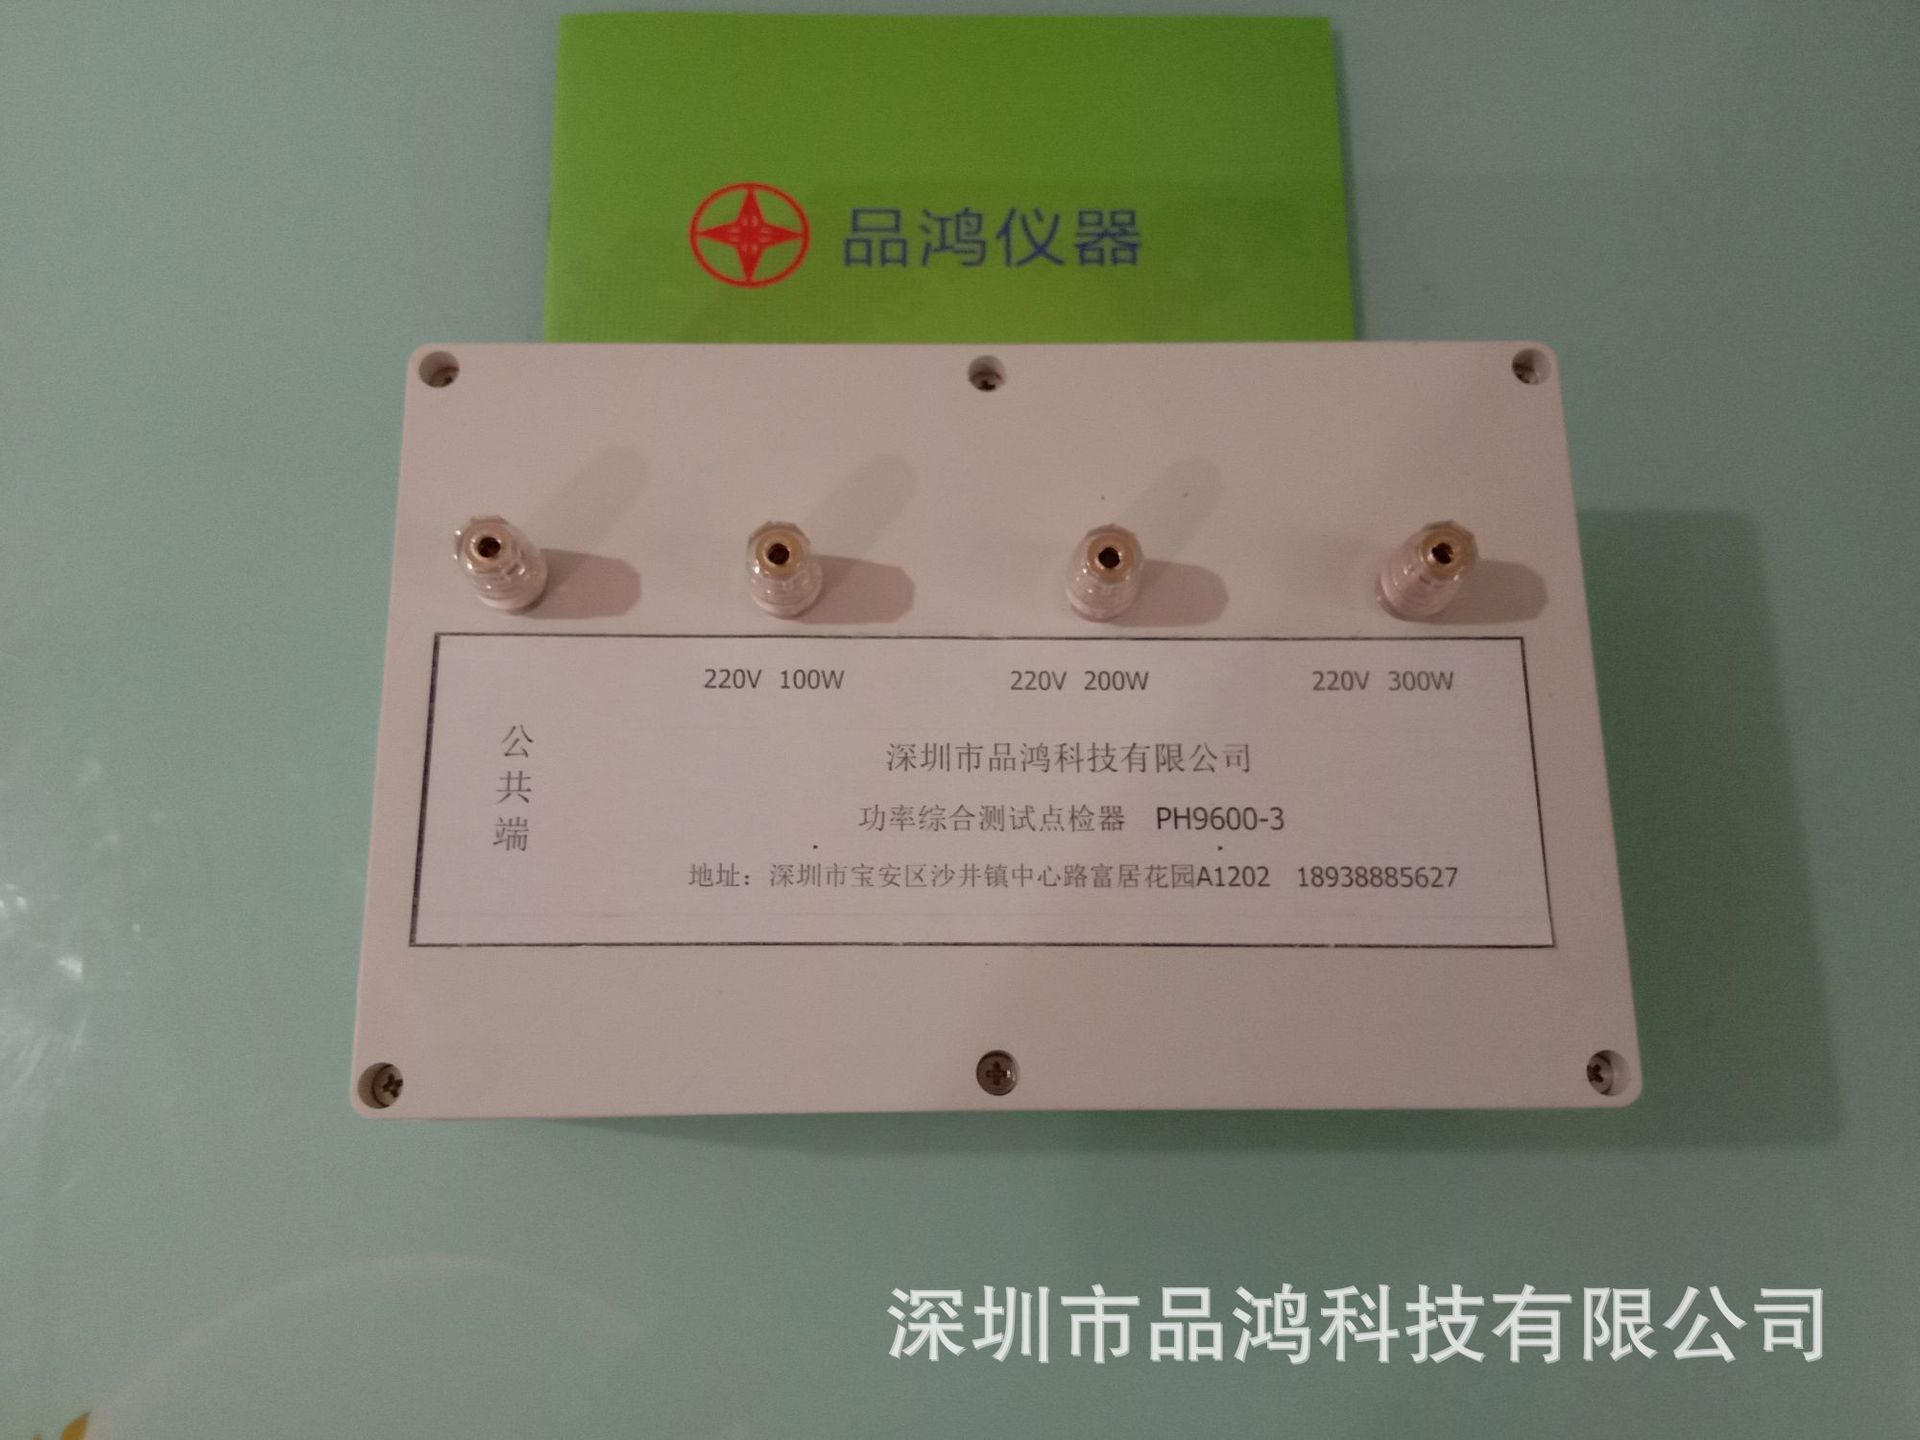 品鸿仪器
220V 100W
220V 200W
220V 300W
公共端
深圳市品鸿科技有限公司
功率综合测试点检器 PH9600-3
地址：深圳市宝安区沙井镇中心路富居花园A1202 18938885627
深圳市品鸿科技有限公司